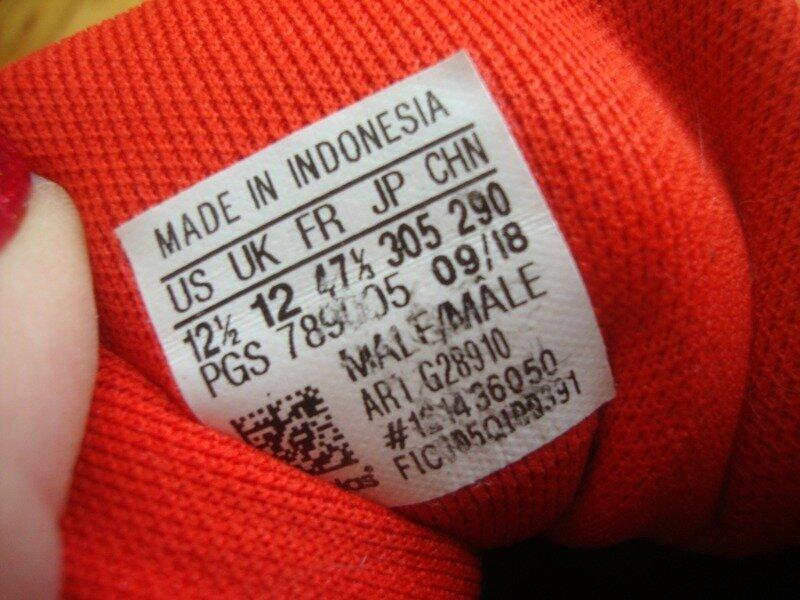 MADE IN INDONESIA
US UK FR JP CHN
12½ 12 47⅓ 305 290
PGS 09/18
MALE/MÂLE
ART G28910